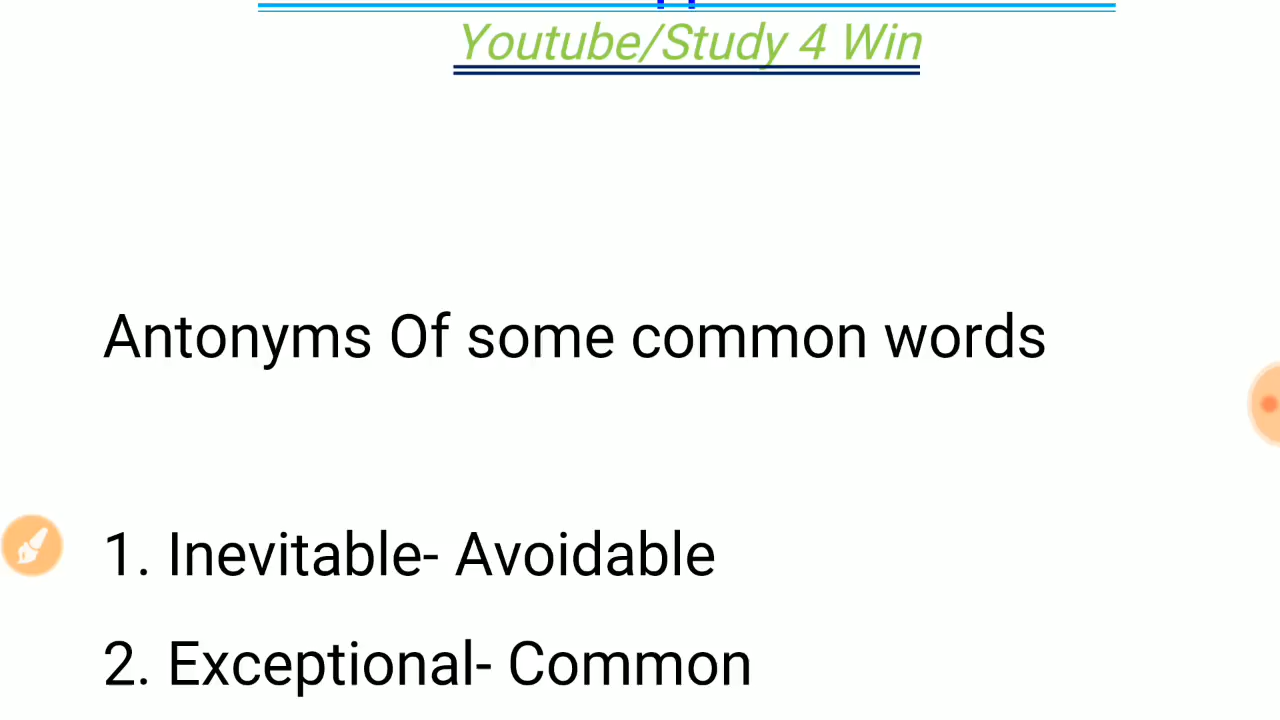 Youtube/Study 4 Win
Antonyms Of some common words
1. Inevitable- Avoidable
2. Exceptional- Common